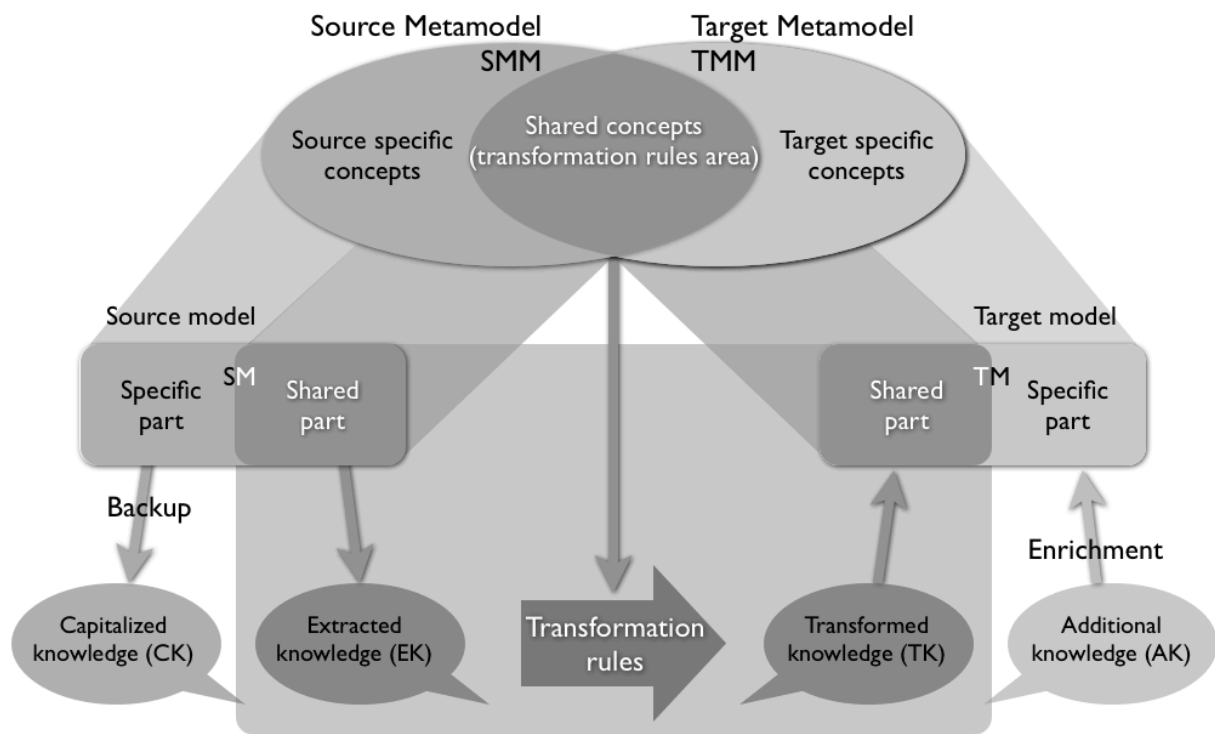 Source Metamodel
SMM
Target Metamodel
TMM
Source specific
concepts
Shared concepts
(transformation rules area)
Target specific
concepts
Source model
Target model
SM
Specific
part
Shared
part
Shared
part
TM
Specific
part
Backup
Enrichment
Capitalized
knowledge (CK)
Extracted
knowledge (EK)
Transformation
rules
Transformed
knowledge (TK)
Additional
knowledge (AK)